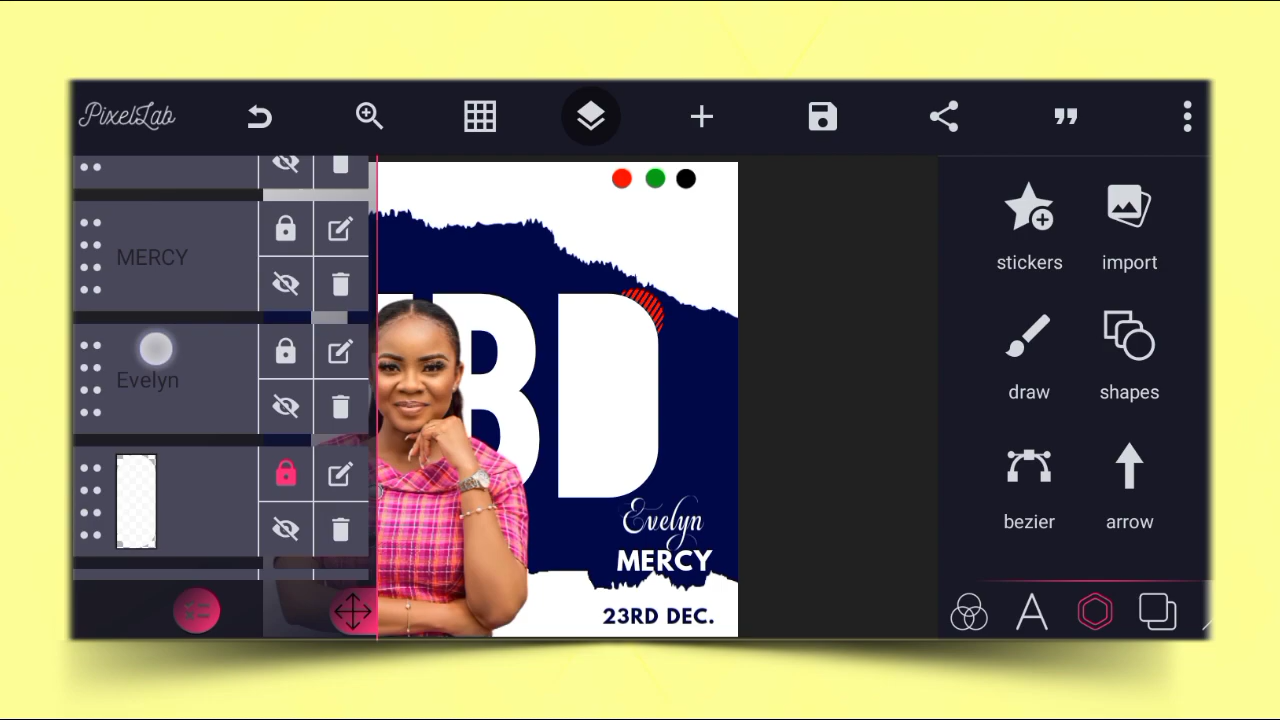 PixelLab
MERCY
Evelyn
BD
Evelyn
MERCY
23RD DEC.
stickers
import
draw
shapes
bezier
arrow
A